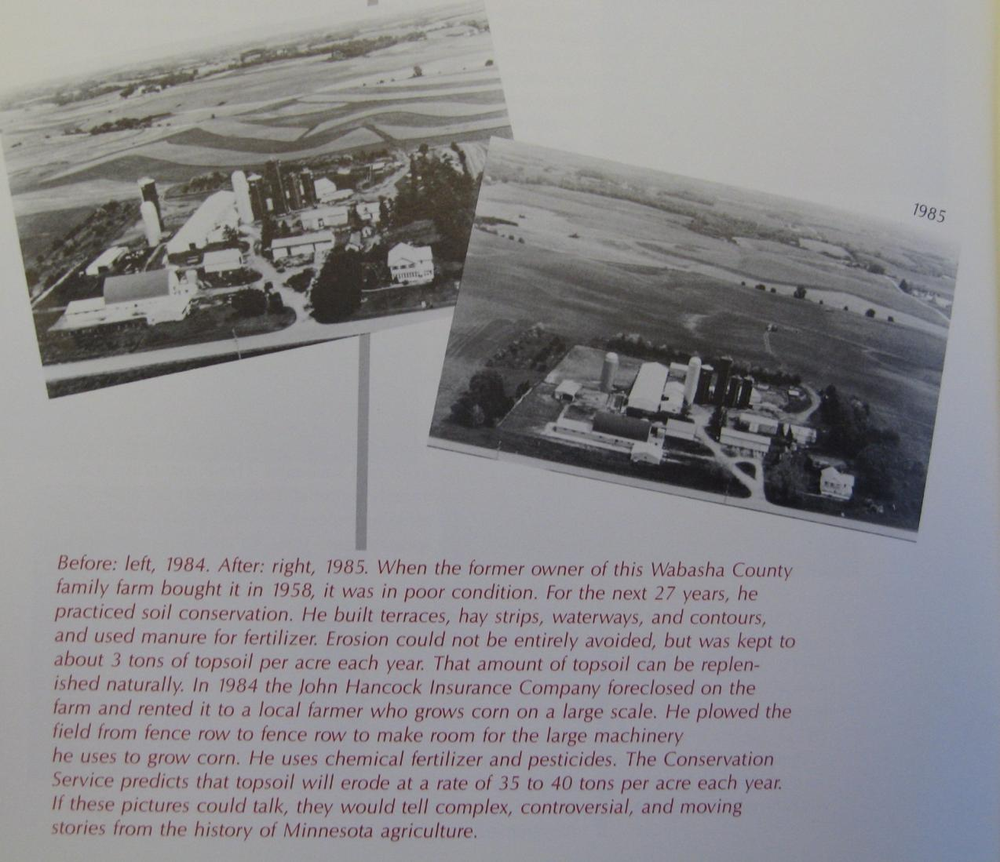 1985
Before: left, 1984. After: right, 1985. When the former owner of this Wabasha County
family farm bought it in 1958, it was in poor condition. For the next 27 years, he
practiced soil conservation. He built terraces, hay strips, waterways, and contours,
and used manure for fertilizer. Erosion could not be entirely avoided, but was kept to
about 3 tons of topsoil per acre each year. That amount of topsoil can be replen-
ished naturally. In 1984 the John Hancock Insurance Company foreclosed on the
farm and rented it to a local farmer who grows corn on a large scale. He plowed the
field from fence row to fence row to make room for the large machinery
he uses to grow corn. He uses chemical fertilizer and pesticides. The Conservation
Service predicts that topsoil will erode at a rate of 35 to 40 tons per acre each year.
If these pictures could talk, they would tell complex, controversial, and moving
stories from the history of Minnesota agriculture.